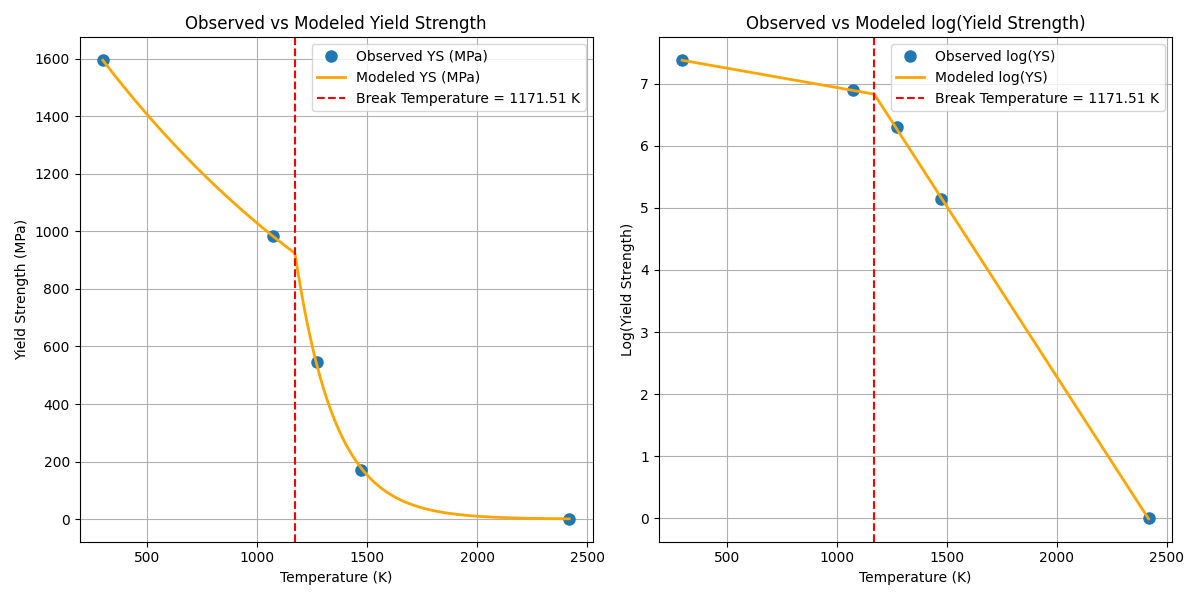 Observed vs Modeled Yield Strength
Observed YS (MPa)
Modeled YS (MPa)
Break Temperature = 1171.51 K
1600
1400
1200
1000
800
600
400
200
0
Yield Strength (MPa)
500
1000
1500
2000
2500
Temperature (K)
Observed vs Modeled log(Yield Strength)
Observed log(YS)
Modeled log(YS)
Break Temperature = 1171.51 K
7
6
5
4
3
2
1
0
Log(Yield Strength)
500
1000
1500
2000
2500
Temperature (K)